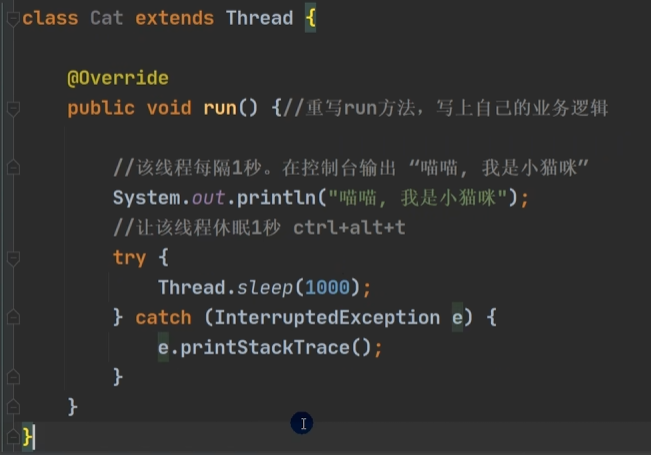 class Cat extends Thread {
@Override
public void run() {//重写run方法，写上自己的业务逻辑
//该线程每隔1秒。在控制台输出 “喵喵, 我是小猫咪”
System.out.println("喵喵, 我是小猫咪");
//让该线程休眠1秒 ctrl+alt+t
try {
Thread.sleep(1000);
} catch (InterruptedException e) {
e.printStackTrace();
}
}
}